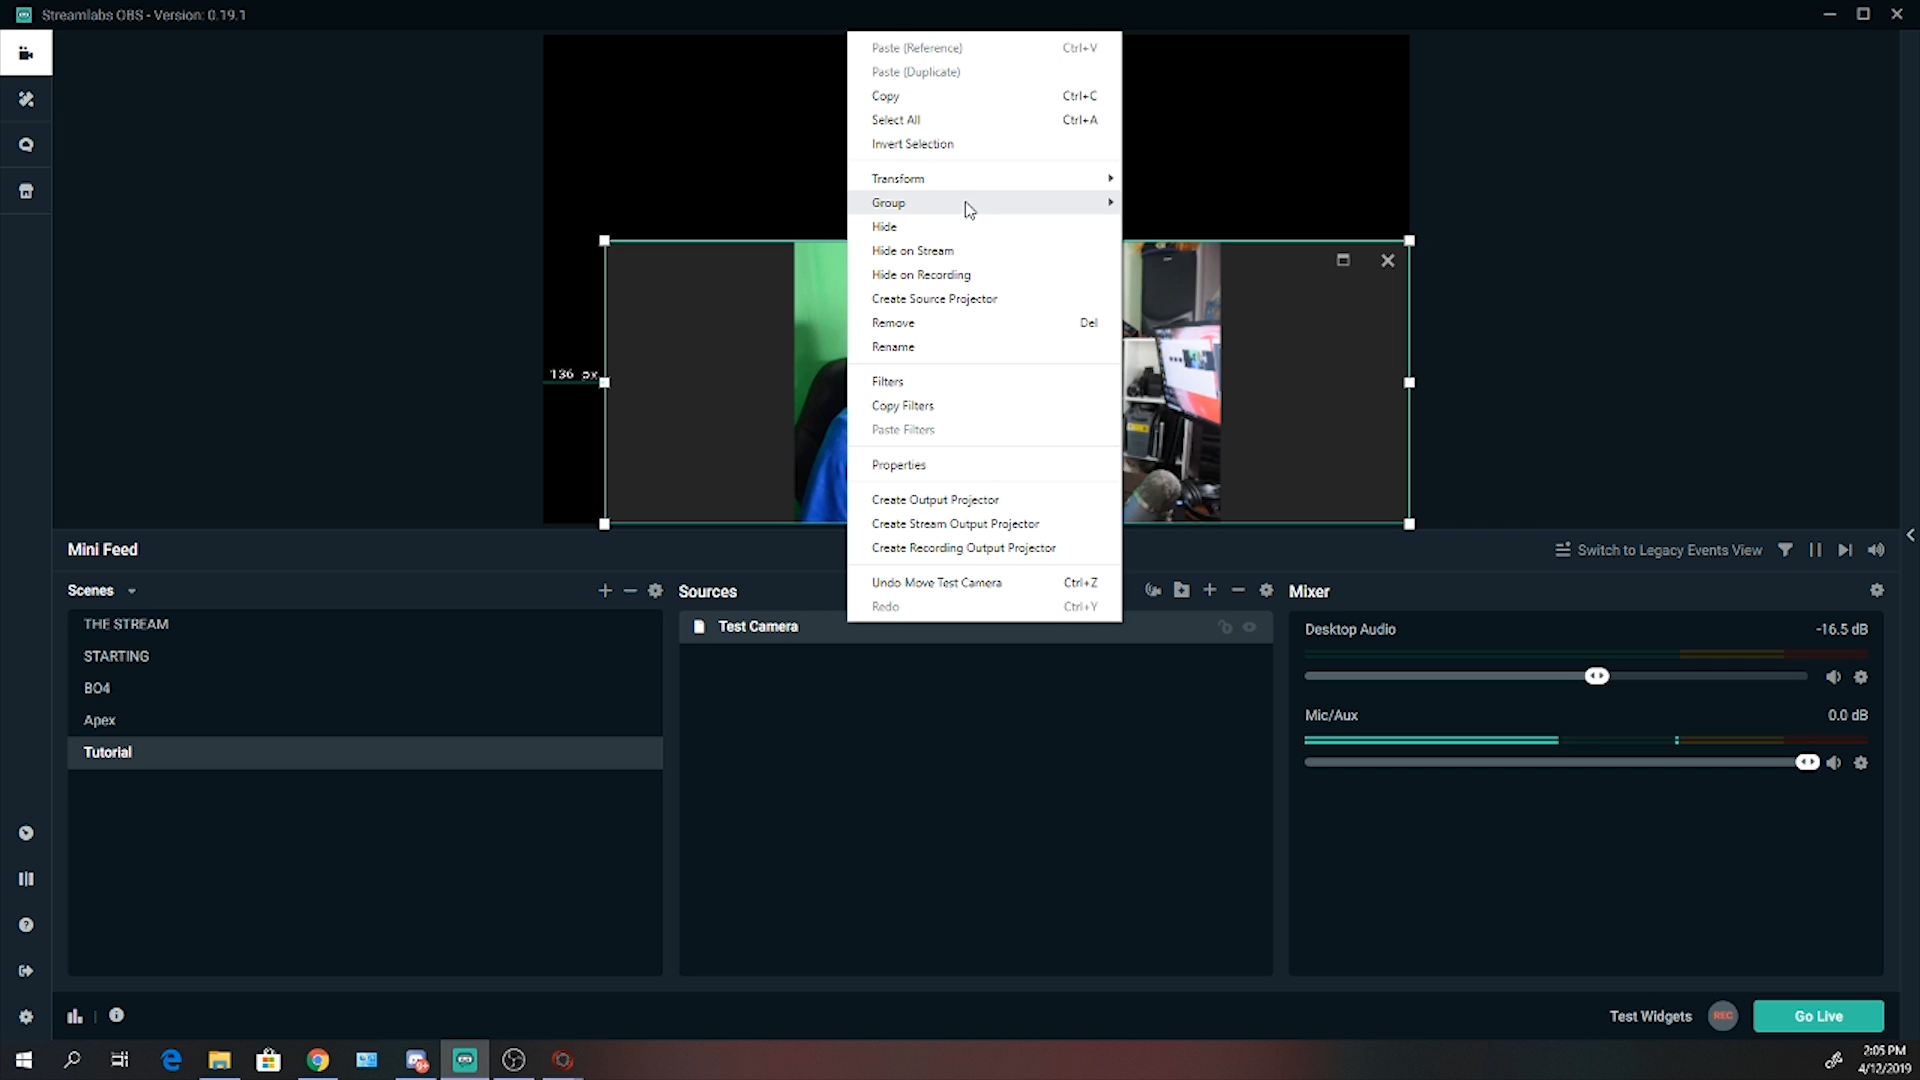 Streamlabs OBS - Version: 0.19.1
Paste (Reference) Ctrl+V
Paste (Duplicate)
Copy Ctrl+C
Select All Ctrl+A
Invert Selection
Transform
Group
Hide
Hide on Stream
Hide on Recording
Create Source Projector
Remove Del
Rename
Filters
Copy Filters
Paste Filters
Properties
Create Output Projector
Create Stream Output Projector
Create Recording Output Projector
Undo Move Test Camera Ctrl+Z
Redo Ctrl+Y
136 px
Mini Feed
Switch to Legacy Events View
Scenes
THE STREAM
STARTING
BO4
Apex
Tutorial
Sources
Test Camera
Mixer
Desktop Audio -16.5 dB
Mic/Aux 0.0 dB
Test Widgets REC Go Live
9+
2:05 PM
4/12/2019